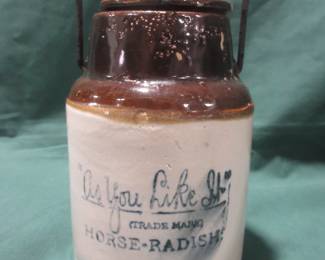 "As You Like It"
(TRADE MARK)
HORSE-RADISH